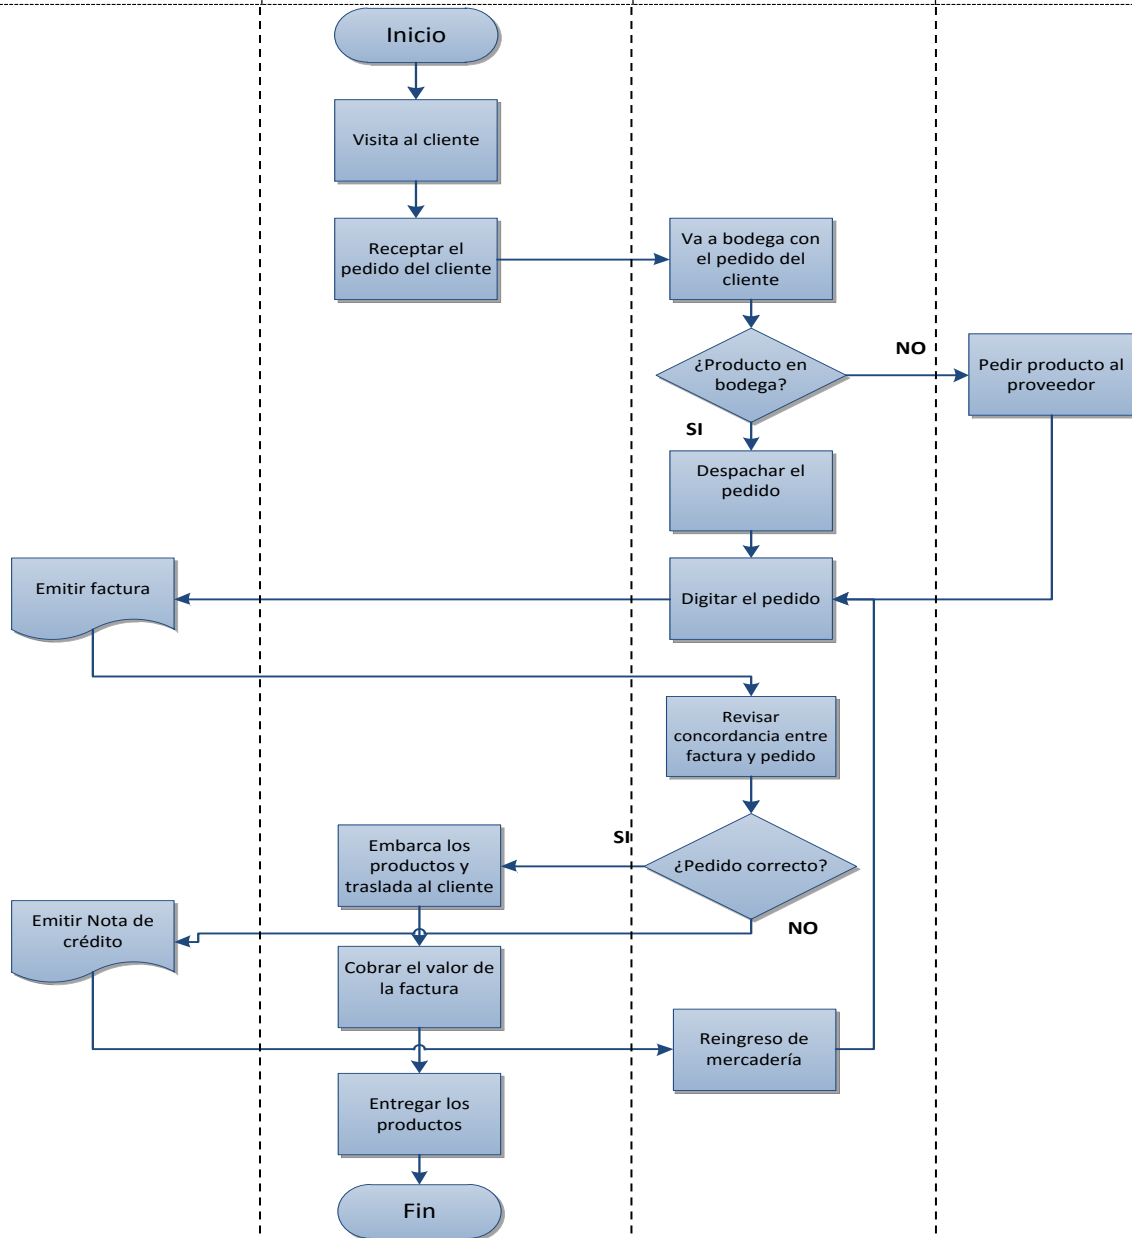 Inicio
Visita al cliente
Receptar el
pedido del cliente
Va a bodega con
el pedido del
cliente
¿Producto en
bodega?
NO
Pedir producto al
proveedor
SI
Despachar el
pedido
Digitar el pedido
Emitir factura
Revisar
concordancia entre
factura y pedido
¿Pedido correcto?
SI
Embarca los
productos y
traslada al cliente
NO
Emitir Nota de
crédito
Cobrar el valor de
la factura
Reingreso de
mercadería
Entregar los
productos
Fin